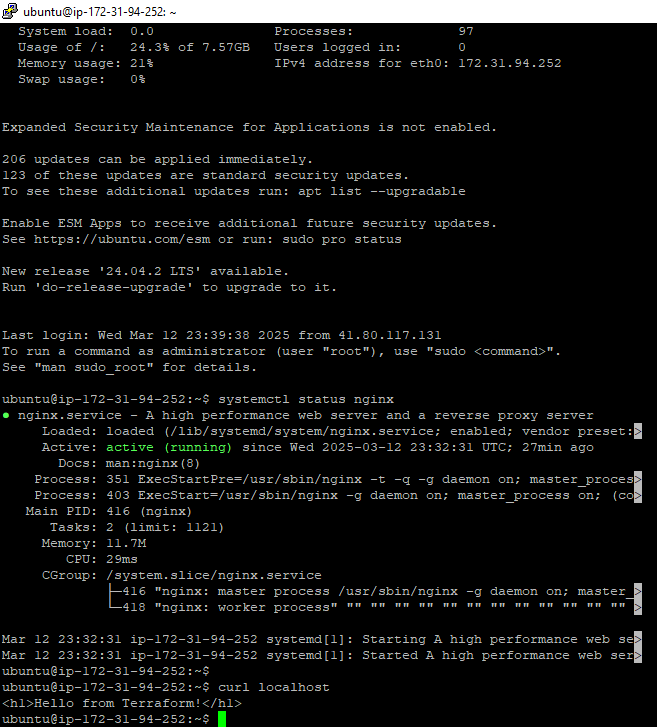 ubuntu@ip-172-31-94-252: ~
System load: 0.0 Processes: 97
Usage of /: 24.3% of 7.57GB Users logged in: 0
Memory usage: 21% IPv4 address for eth0: 172.31.94.252
Swap usage: 0%
Expanded Security Maintenance for Applications is not enabled.
206 updates can be applied immediately.
123 of these updates are standard security updates.
To see these additional updates run: apt list --upgradable
Enable ESM Apps to receive additional future security updates.
See https://ubuntu.com/esm or run: sudo pro status
New release '24.04.2 LTS' available.
Run 'do-release-upgrade' to upgrade to it.
Last login: Wed Mar 12 23:39:38 2025 from 41.80.117.131
To run a command as administrator (user "root"), use "sudo <command>".
See "man sudo_root" for details.
ubuntu@ip-172-31-94-252:~$ systemctl status nginx
● nginx.service - A high performance web server and a reverse proxy server
Loaded: loaded (/lib/systemd/system/nginx.service; enabled; vendor preset:>
Active: active (running) since Wed 2025-03-12 23:32:31 UTC; 27min ago
Docs: man:nginx(8)
Process: 351 ExecStartPre=/usr/sbin/nginx -t -q -g daemon on; master_proces>
Process: 403 ExecStart=/usr/sbin/nginx -g daemon on; master_process on; (co>
Main PID: 416 (nginx)
Tasks: 2 (limit: 1121)
Memory: 11.7M
CPU: 29ms
CGroup: /system.slice/nginx.service
├─416 "nginx: master process /usr/sbin/nginx -g daemon on; master_>
└─418 "nginx: worker process" "" "" "" "" "" "" "" "" "" "" "" "" >
Mar 12 23:32:31 ip-172-31-94-252 systemd[1]: Starting A high performance web se>
Mar 12 23:32:31 ip-172-31-94-252 systemd[1]: Started A high performance web ser>
ubuntu@ip-172-31-94-252:~$
ubuntu@ip-172-31-94-252:~$ curl localhost
<h1>Hello from Terraform!</h1>
ubuntu@ip-172-31-94-252:~$